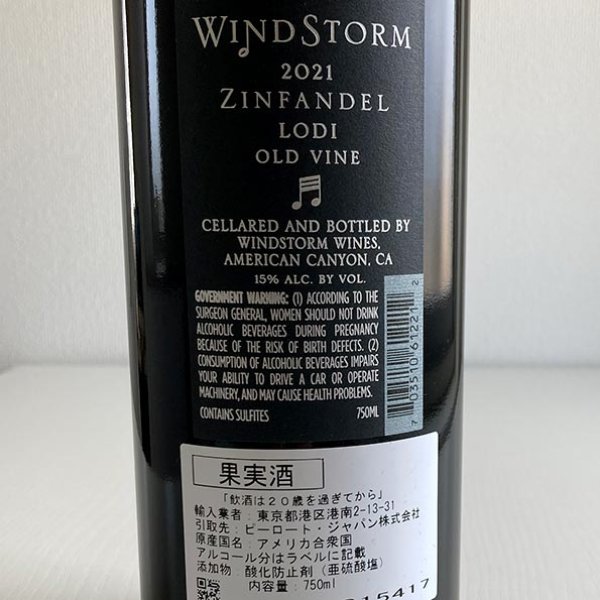 WINDSTORM
2021
ZINFANDEL
LODI
OLD VINE
CELLARED AND BOTTLED BY
WINDSTORM WINES,
AMERICAN CANYON, CA
15% ALC. BY VOL.
GOVERNMENT WARNING: (1) ACCORDING TO THE
SURGEON GENERAL, WOMEN SHOULD NOT DRINK
ALCOHOLIC BEVERAGES DURING PREGNANCY
BECAUSE OF THE RISK OF BIRTH DEFECTS. (2)
CONSUMPTION OF ALCOHOLIC BEVERAGES IMPAIRS
YOUR ABILITY TO DRIVE A CAR OR OPERATE
MACHINERY, AND MAY CAUSE HEALTH PROBLEMS.
CONTAINS SULFITES 750ML
7 03510 61221 2
果実酒
「飲酒は20歳を過ぎてから」
輸入業者:東京都港区港南2-13-31
引取先:ピーロート・ジャパン株式会社
原産国名:アメリカ合衆国
アルコール分はラベルに記載
添加物:酸化防止剤(亜硫酸塩)
内容量:750ml